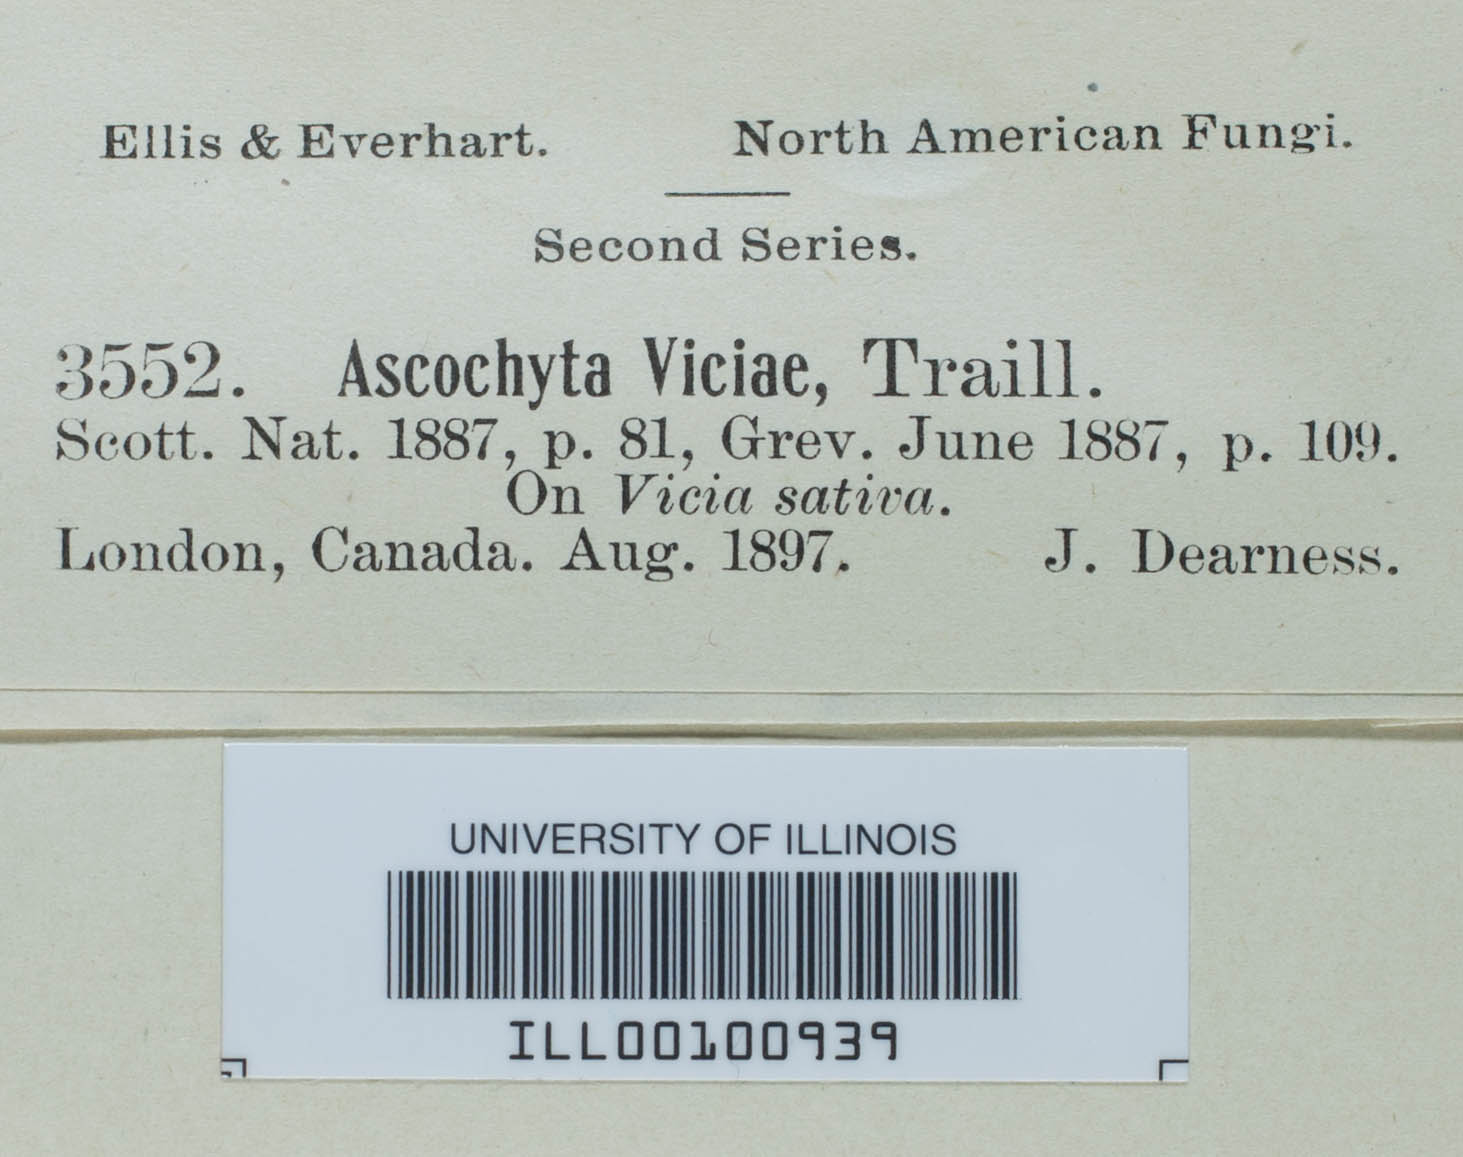 Ellis & Everhart. North American Fungi.
Second Series.
3552. Ascochyta Viciae, Traill.
Scott. Nat. 1887, p. 81, Grev. June 1887, p. 109.
On Vicia sativa.
London, Canada. Aug. 1897. J. Dearness.
UNIVERSITY OF ILLINOIS
ILL00100939